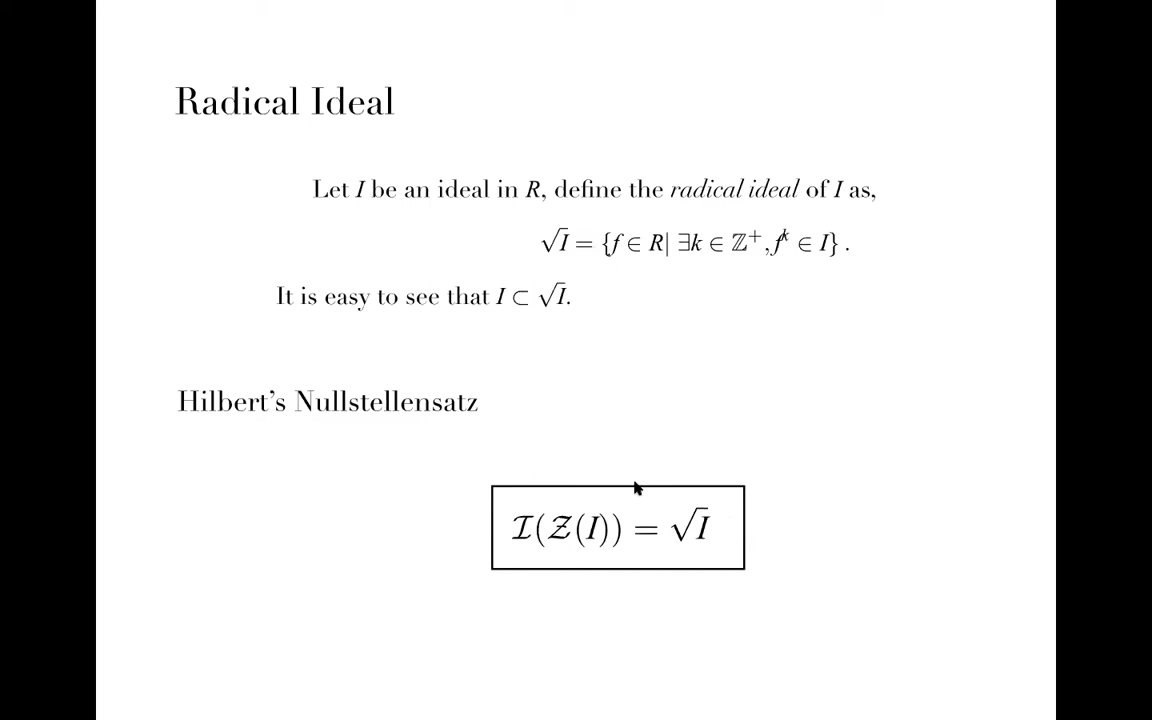 Radical Ideal
Let I be an ideal in R, define the radical ideal of I as,
√I = {f ∈ R| ∃k ∈ ℤ⁺, fᵏ ∈ I} .
It is easy to see that I ⊂ √I.
Hilbert’s Nullstellensatz
ℐ(𝒵(I)) = √I